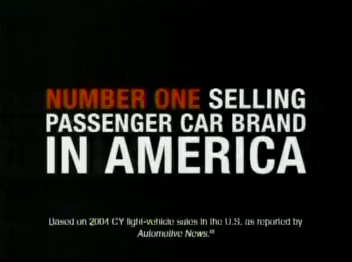 NUMBER ONE SELLING
PASSENGER CAR BRAND
IN AMERICA
Based on 2004 CY light-vehicle sales in the U.S. as reported by
Automotive News.